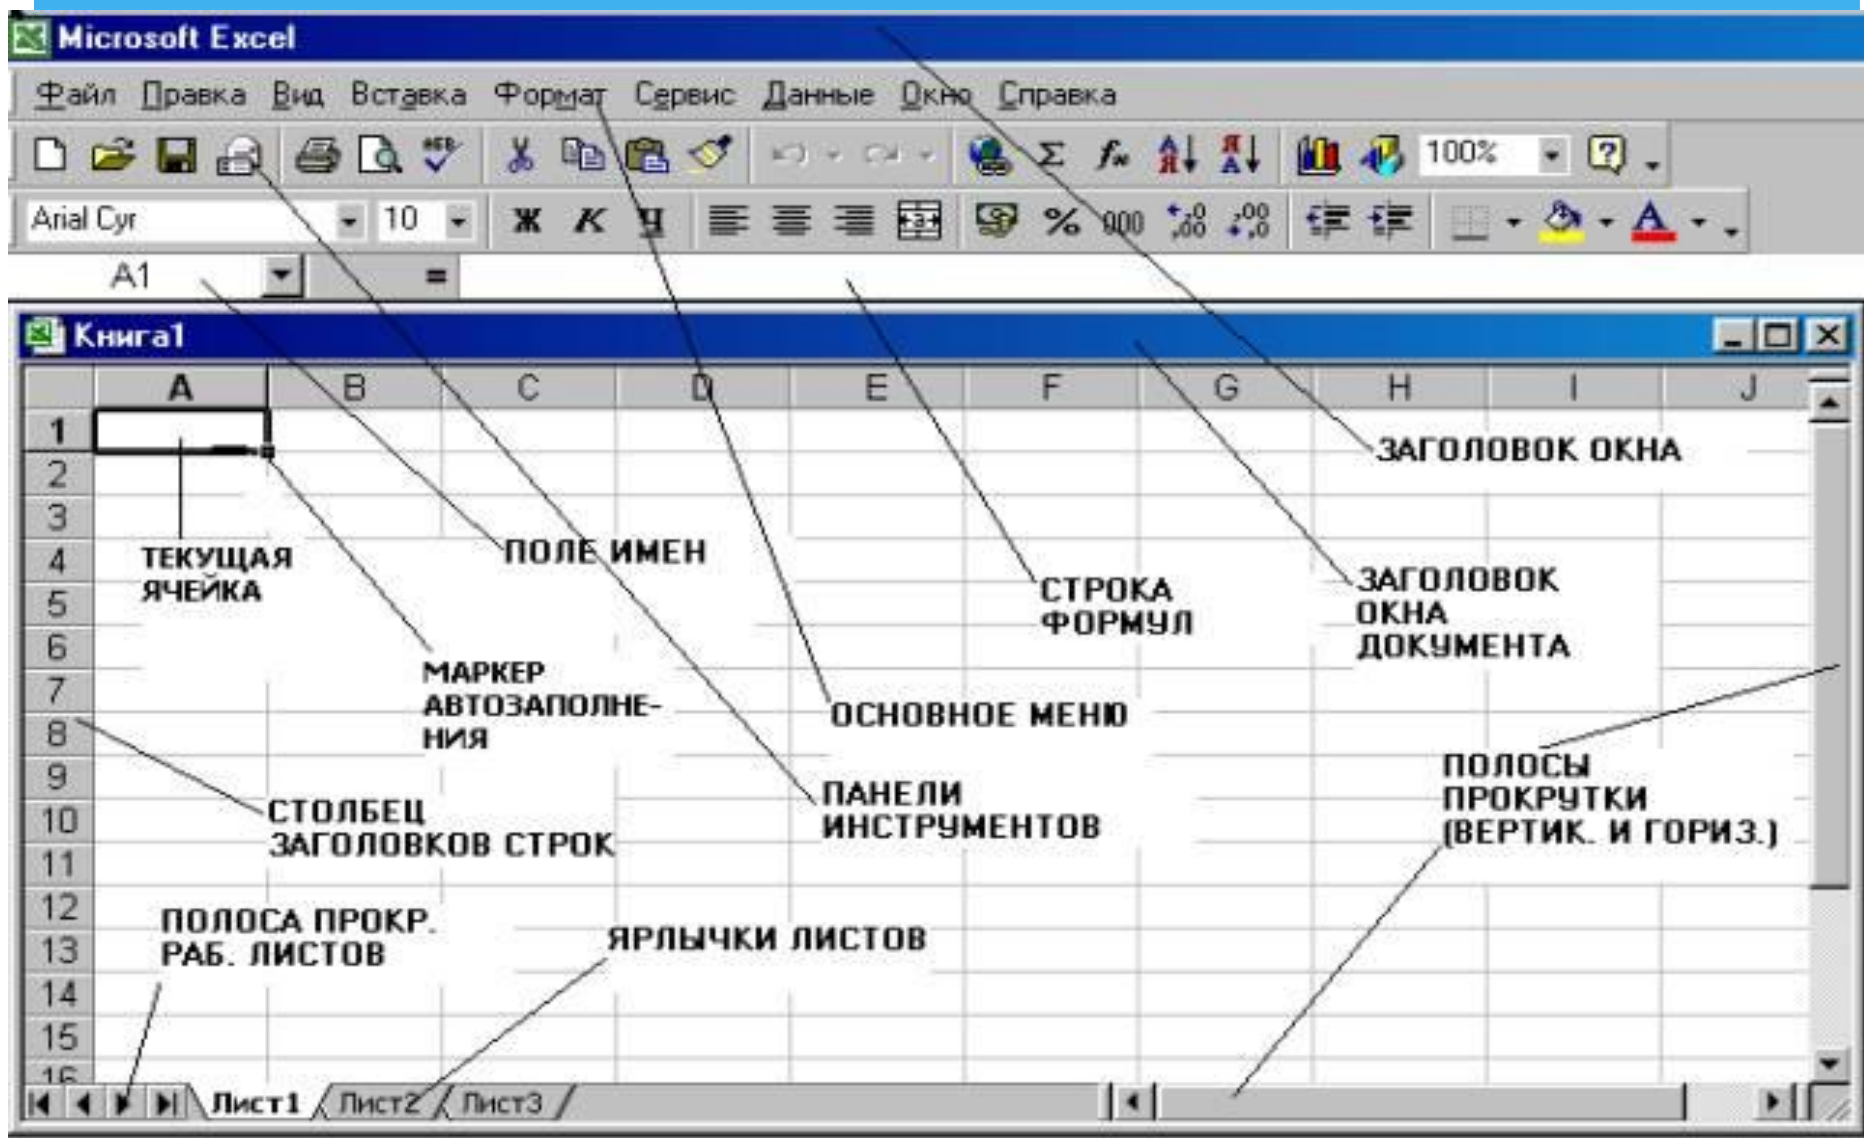 Microsoft Excel
Файл Правка Вид Вставка Формат Сервис Данные Окно Справка
100%
Arial Cyr 10 Ж К Ч % 000
A1 =
Книга1
A B C D E F G H I J
1
ЗАГОЛОВОК ОКНА
2
3
4
ТЕКУЩАЯ
ЯЧЕЙКА
ПОЛЕ ИМЕН
СТРОКА
ФОРМУЛ
ЗАГОЛОВОК
ОКНА
ДОКУМЕНТА
5
6
7
МАРКЕР
АВТОЗАПОЛНЕ-
НИЯ
ОСНОВНОЕ МЕНЮ
8
9
ПОЛОСЫ
ПРОКРУТКИ
(ВЕРТИК. И ГОРИЗ.)
ПАНЕЛИ
ИНСТРУМЕНТОВ
10
СТОЛБЕЦ
ЗАГОЛОВКОВ СТРОК
11
12
ПОЛОСА ПРОКР.
РАБ. ЛИСТОВ
ЯРЛЫЧКИ ЛИСТОВ
13
14
15
16
Лист1 Лист2 Лист3